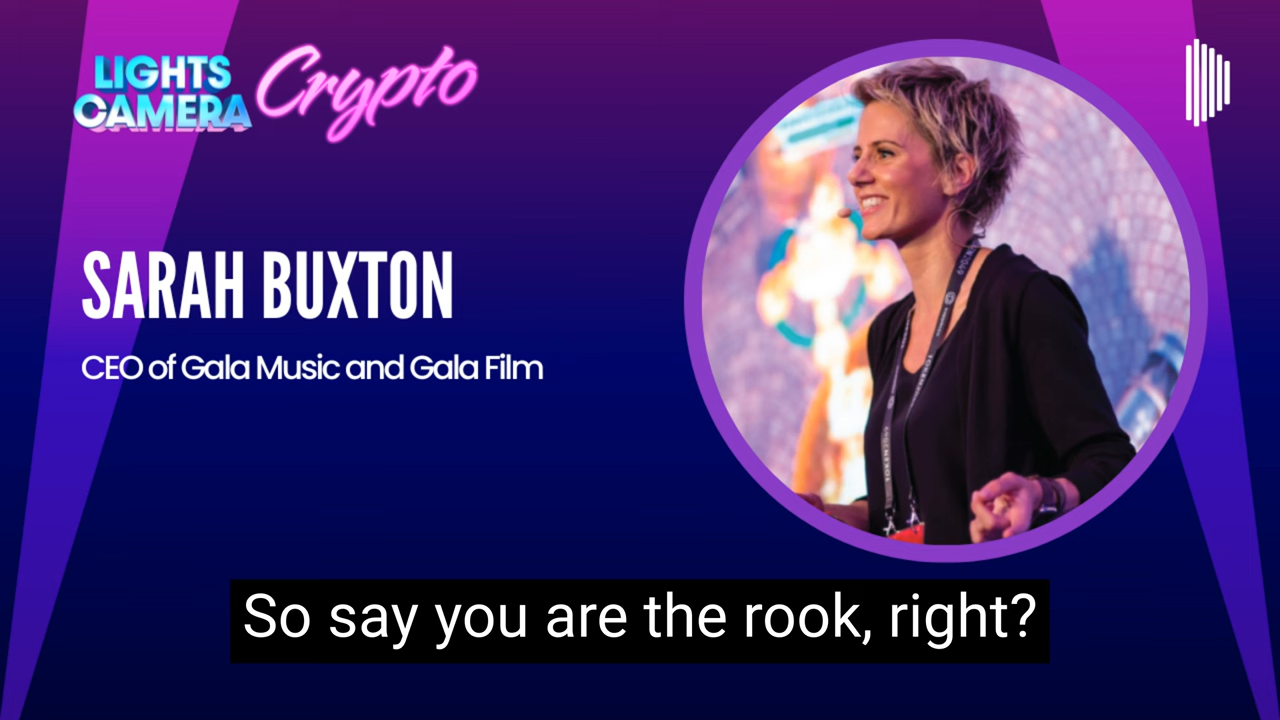 LIGHTS
CAMERA
Crypto
SARAH BUXTON
CEO of Gala Music and Gala Film
So say you are the rook, right?